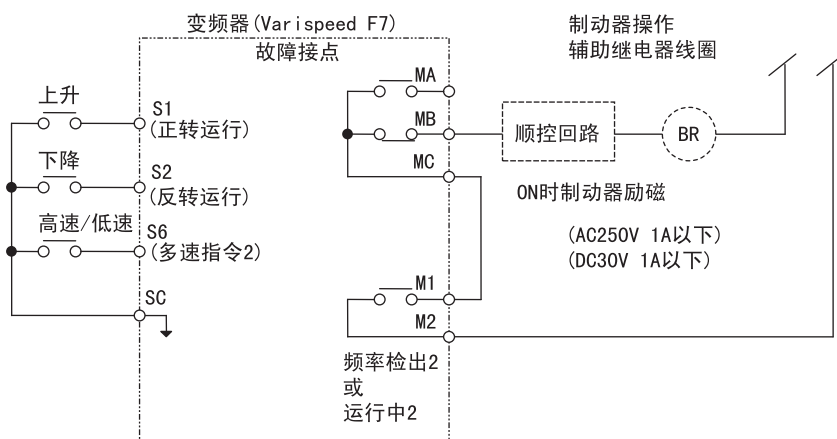 变频器(Varispeed F7)
故障接点
制动器操作
辅助继电器线圈
上升
S1
(正转运行)
下降
S2
(反转运行)
高速/低速
S6
(多速指令2)
SC
MA
MB
MC
顺控回路
BR
ON时制动器励磁
(AC250V 1A以下)
(DC30V 1A以下)
M1
M2
频率检出2
或
运行中2